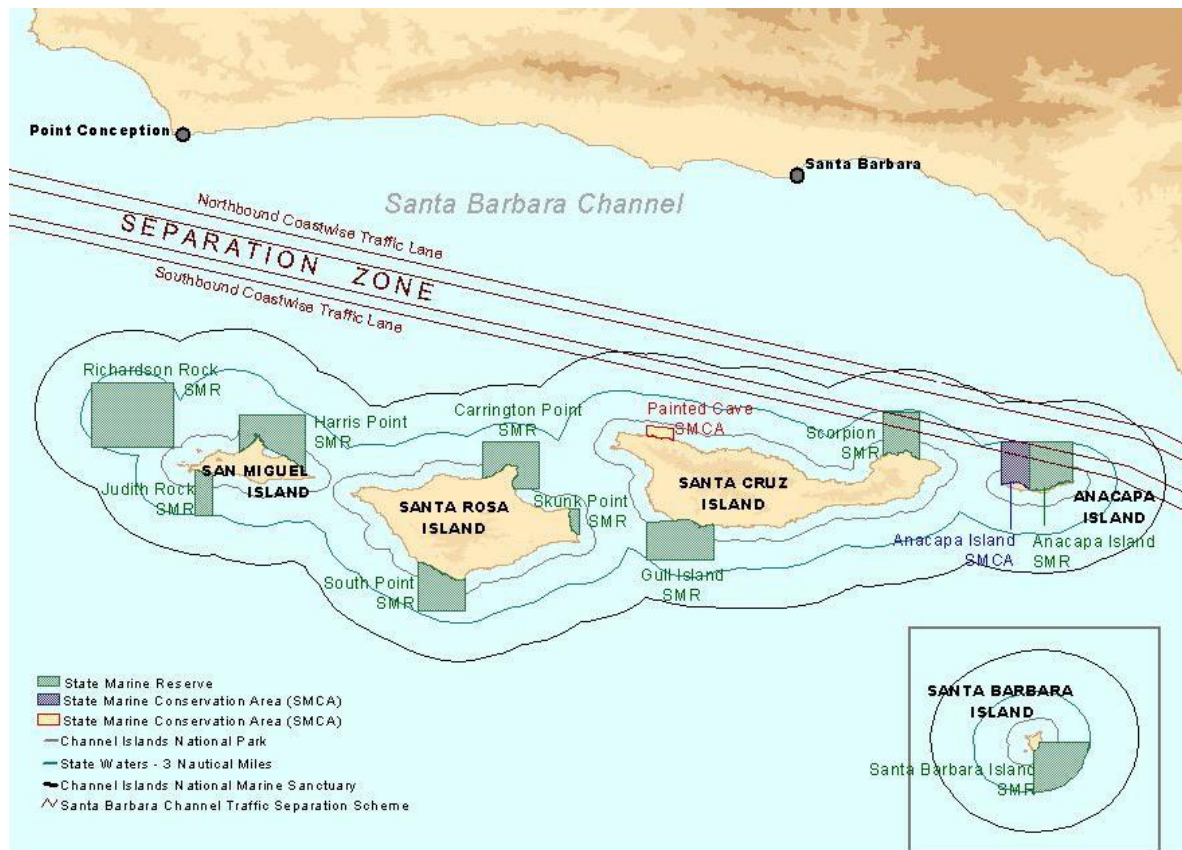 Point Conception
Santa Barbara
Santa Barbara Channel
Northbound Coastwise Traffic Lane
SEPARATION ZONE
Southbound Coastwise Traffic Lane
Richardson Rock
SMR
Harris Point
SMR
Carrington Point
SMR
Painted Cave
SMCA
Scorpion
SMR
SAN MIGUEL
ISLAND
Judith Rock
SMR
SANTA ROSA
ISLAND
Skunk Point
SMR
SANTA CRUZ
ISLAND
ANACAPA
ISLAND
Anacapa Island
SMCA
Anacapa Island
SMR
South Point
SMR
Gull Island
SMR
State Marine Reserve
State Marine Conservation Area (SMCA)
State Marine Conservation Area (SMCA)
Channel Islands National Park
State Waters - 3 Nautical Miles
Channel Islands National Marine Sanctuary
Santa Barbara Channel Traffic Separation Scheme
SANTA BARBARA
ISLAND
Santa Barbara Island
SMR